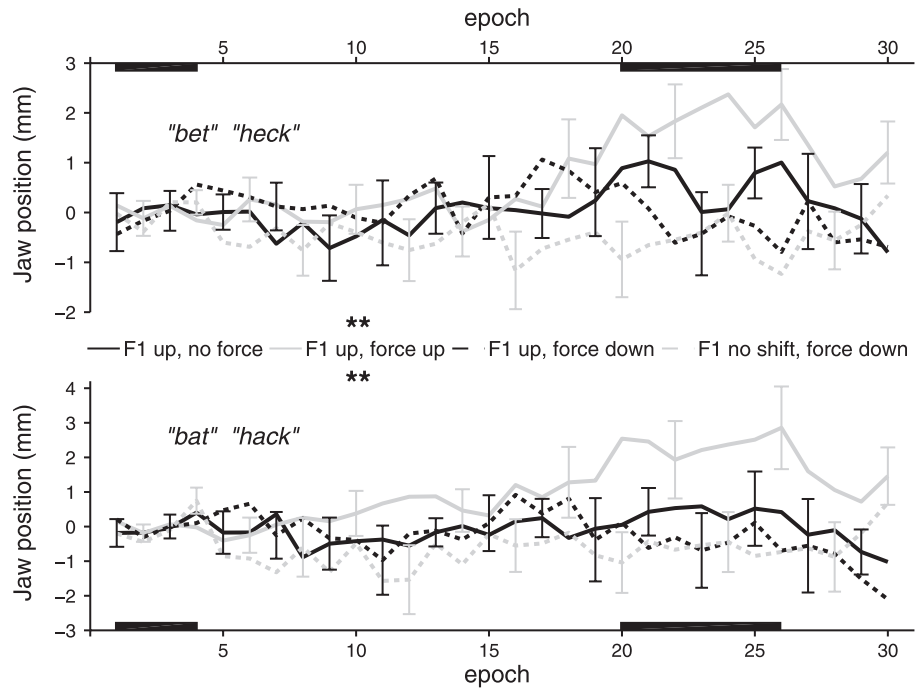 epoch
5 10 15 20 25 30
3
2
1
0
−1
−2
Jaw position (mm)
"bet" "heck"
**
F1 up, no force F1 up, force up F1 up, force down F1 no shift, force down
**
4
3
2
1
0
−1
−2
−3
Jaw position (mm)
"bat" "hack"
5 10 15 20 25 30
epoch